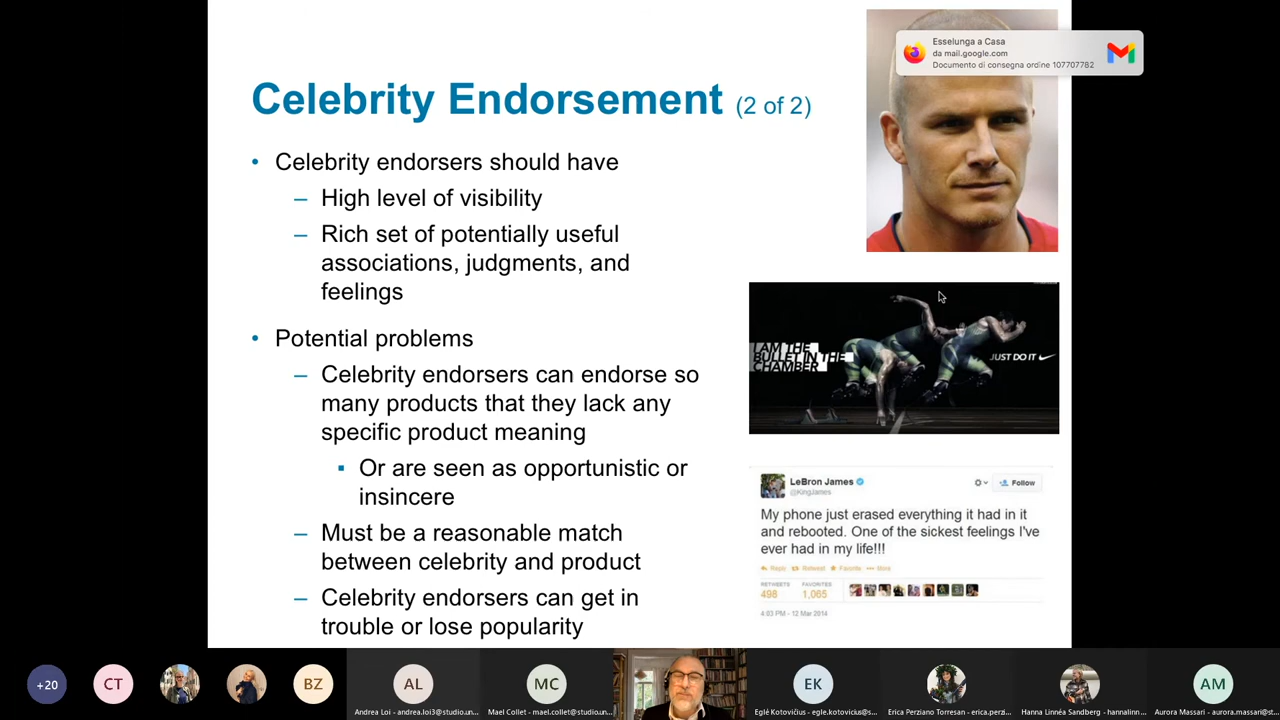 Celebrity Endorsement (2 of 2)
Esselunga a Casa
da mail.google.com
Documento di consegna ordine 107707782
• Celebrity endorsers should have
– High level of visibility
– Rich set of potentially useful
associations, judgments, and
feelings
• Potential problems
– Celebrity endorsers can endorse so
many products that they lack any
specific product meaning
▪ Or are seen as opportunistic or
insincere
– Must be a reasonable match
between celebrity and product
– Celebrity endorsers can get in
trouble or lose popularity
I AM THE
BULLET IN THE
CHAMBER
JUST DO IT
LeBron James
@KingJames
Follow
My phone just erased everything it had in it
and rebooted. One of the sickest feelings I've
ever had in my life!!!
Reply Retweet Favorite More
RETWEETS FAVORITES
498 1,065
4:03 PM - 12 Mar 2014
+20
CT
BZ
AL
MC
EK
AM
Andrea Loi - andrea.loi3@studio.un...
Mael Collet - mael.collet@studio.un...
Eglė Kotovičius - egle.kotovicius@s...
Erica Perziano Torresan - erica.perzi...
Hanna Linnéa Sandberg - hannalinn...
Aurora Massari - aurora.massari@st...